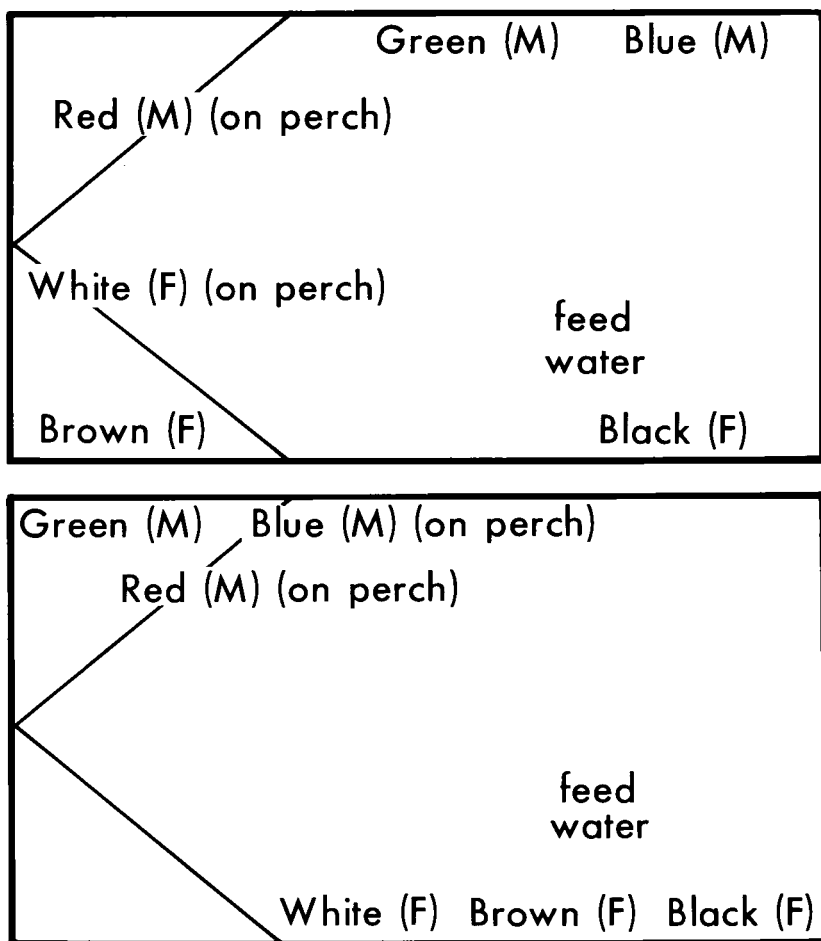 Green (M) Blue (M)
Red (M) (on perch)
White (F) (on perch)
feed
water
Brown (F) Black (F)
Green (M) Blue (M) (on perch)
Red (M) (on perch)
feed
water
White (F) Brown (F) Black (F)